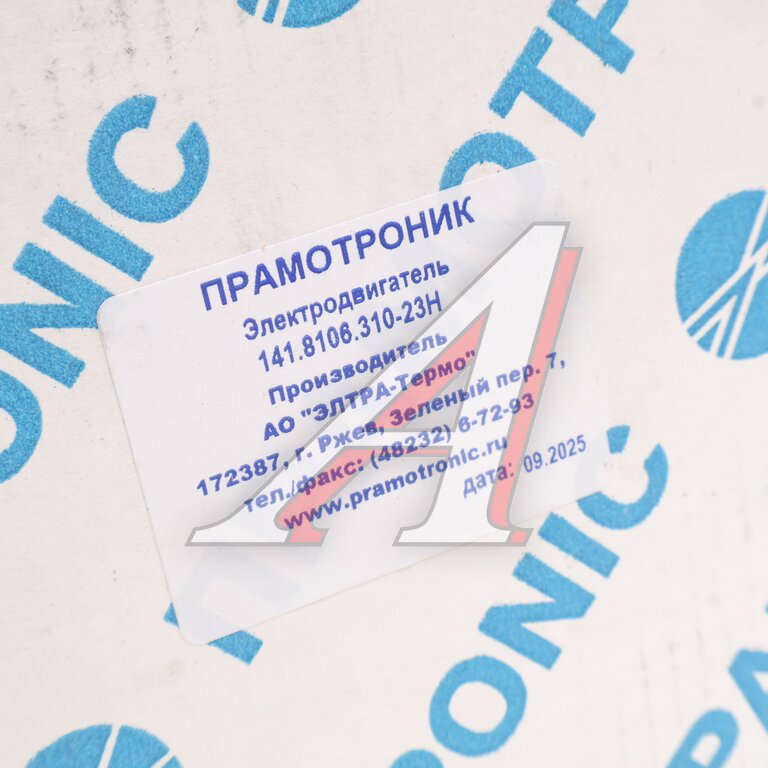 ПРАМОТРОНИК
Электродвигатель
141.8106.310-23Н
Производитель
АО "ЭЛТРА-Термо"
172387, г. Ржев, Зеленый пер. 7,
тел./факс: (48232) 6-72-93
www.pramotronic.ru
дата: 09.2025